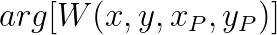 arg[W(x, y, x_P, y_P)]